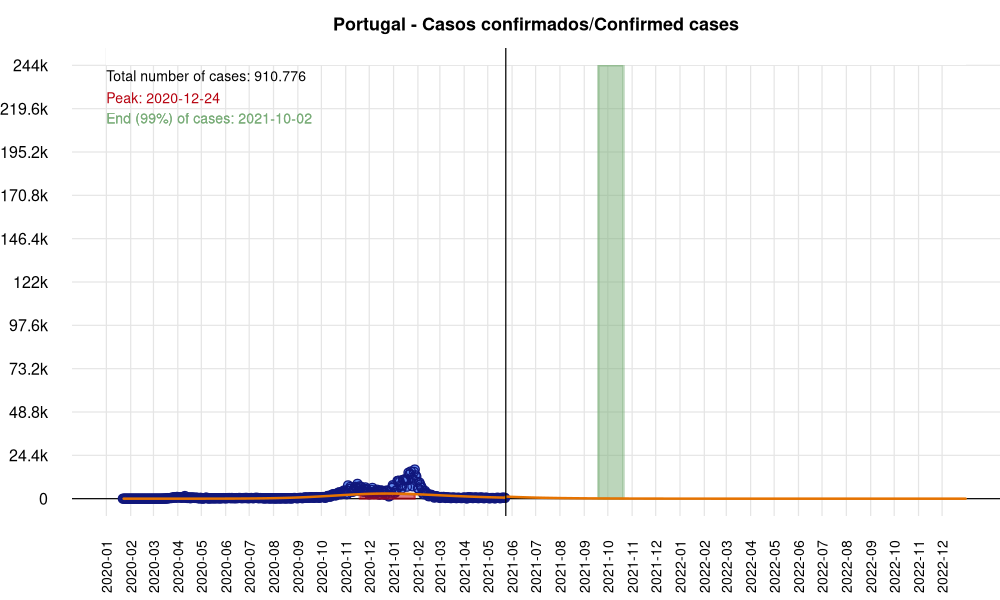 Portugal - Casos confirmados/Confirmed cases
244k
Total number of cases: 910.776
Peak: 2020-12-24
219.6k
End (99%) of cases: 2021-10-02
195.2k
170.8k
146.4k
122k
97.6k
73.2k
48.8k
24.4k
0
2020-01
2020-02
2020-03
2020-04
2020-05
2020-06
2020-07
2020-08
2020-09
2020-10
2020-11
2020-12
2021-01
2021-02
2021-03
2021-04
2021-05
2021-06
2021-07
2021-08
2021-09
2021-10
2021-11
2021-12
2022-01
2022-02
2022-03
2022-04
2022-05
2022-06
2022-07
2022-08
2022-09
2022-10
2022-11
2022-12